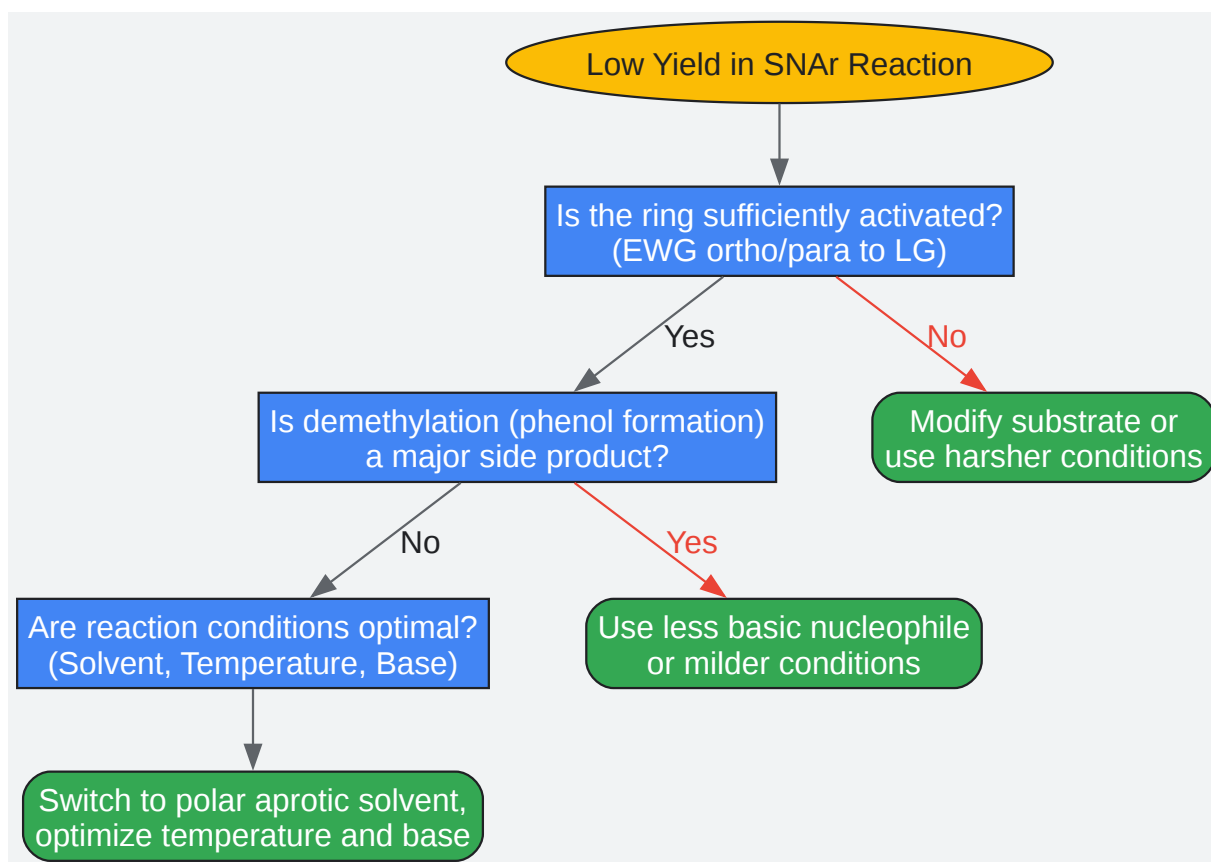 Low Yield in SNAr Reaction
Is the ring sufficiently activated?
(EWG ortho/para to LG)
Yes
No
Is demethylation (phenol formation)
a major side product?
Modify substrate or
use harsher conditions
No
Yes
Are reaction conditions optimal?
(Solvent, Temperature, Base)
Use less basic nucleophile
or milder conditions
Switch to polar aprotic solvent,
optimize temperature and base